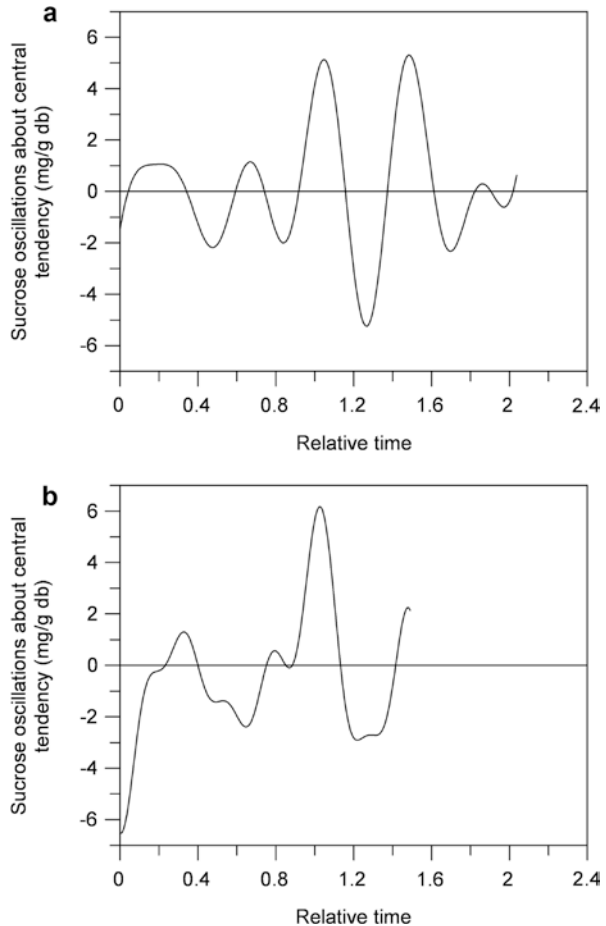 a
Sucrose oscillations about central
tendency (mg/g db)
6
4
2
0
-2
-4
-6
0 0.4 0.8 1.2 1.6 2 2.4
Relative time
b
Sucrose oscillations about central
tendency (mg/g db)
6
4
2
0
-2
-4
-6
0 0.4 0.8 1.2 1.6 2 2.4
Relative time